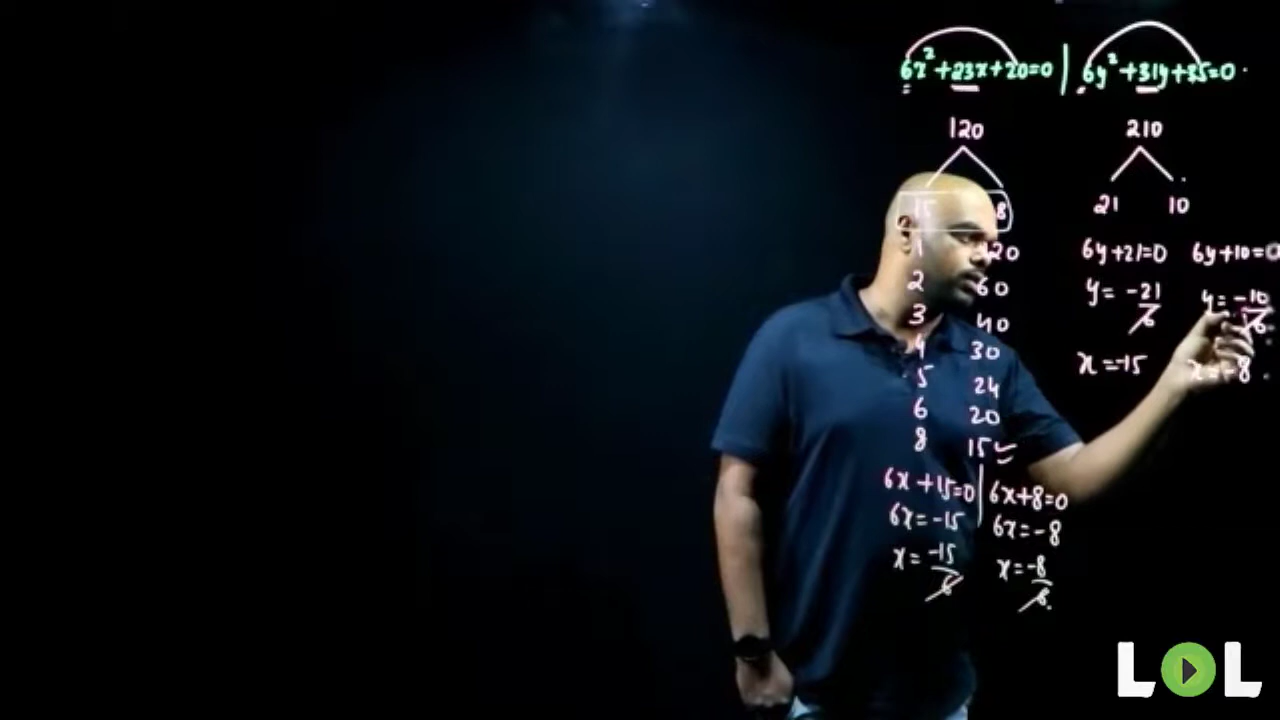 6x² + 23x + 20 = 0 | 6y² + 31y + 35 = 0
120
15 8
1 120
2 60
3 40
4 30
5 24
6 20
8 15 ✓
6x + 15 = 0 | 6x + 8 = 0
6x = -15 6x = -8
x = -15/6 x = -8/6
210
21 10
6y + 21 = 0 6y + 10 = 0
y = -21/6 y = -10/6
x = -15 x = -8
LOL